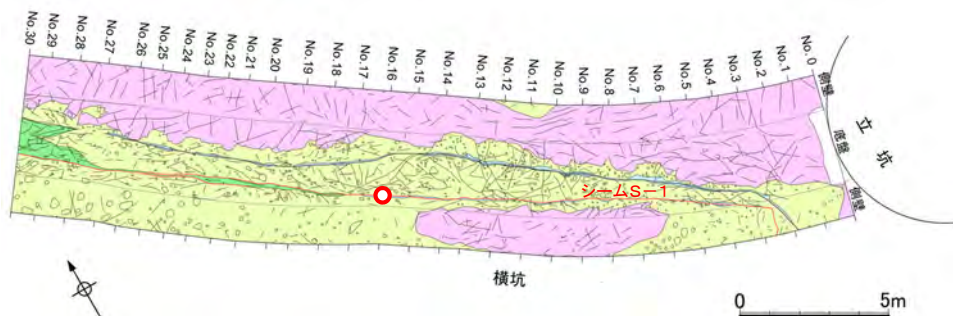 No.30
No.29
No.28
No.27
No.26
No.25
No.24
No.23
No.22
No.21
No.20
No.19
No.18
No.17
No.16
No.15
No.14
No.13
No.12
No.11
No.10
No.9
No.8
No.7
No.6
No.5
No.4
No.3
No.2
No.1
No.0
側壁
底盤
側壁
立坑
シームS-1
横坑
0 5m